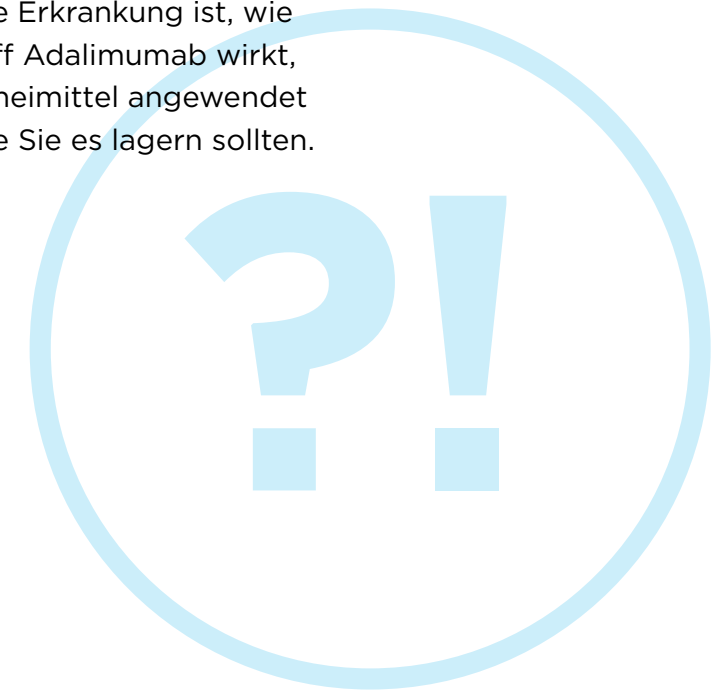 e Erkrankung ist, wie
ff Adalimumab wirkt,
neimittel angewendet
e Sie es lagern sollten.
?!